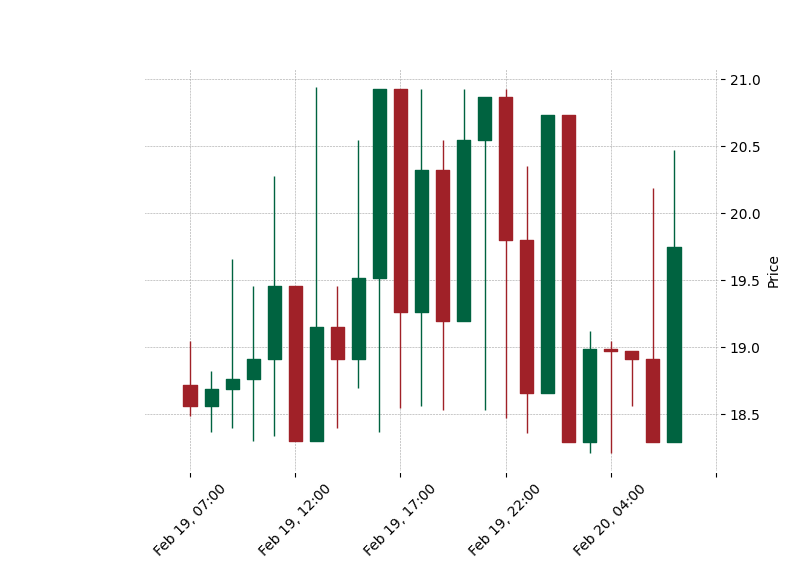 21.0
20.5
20.0
19.5
19.0
18.5
Price
Feb 19, 07:00
Feb 19, 12:00
Feb 19, 17:00
Feb 19, 22:00
Feb 20, 04:00